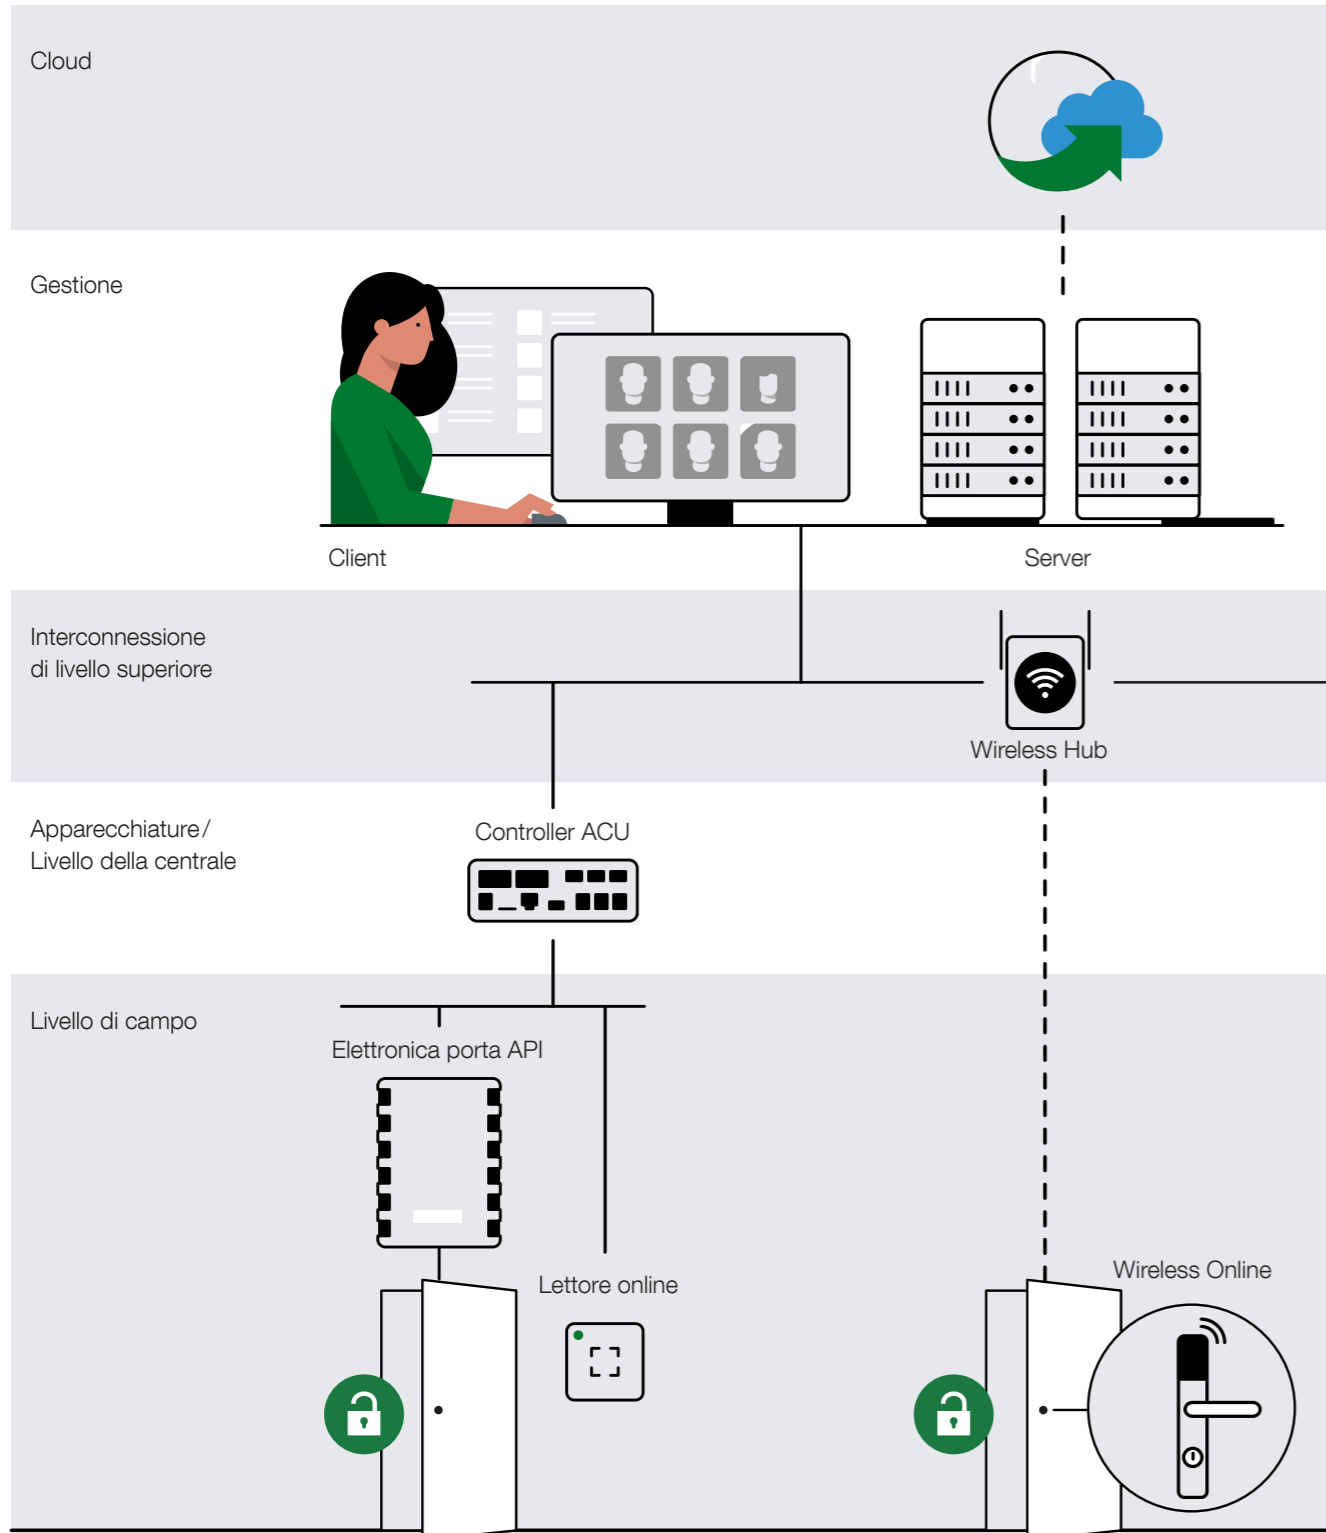 Cloud
Gestione
Client
Server
Interconnessione
di livello superiore
Wireless Hub
Apparecchiature/
Livello della centrale
Controller ACU
Livello di campo
Elettronica porta API
Lettore online
Wireless Online